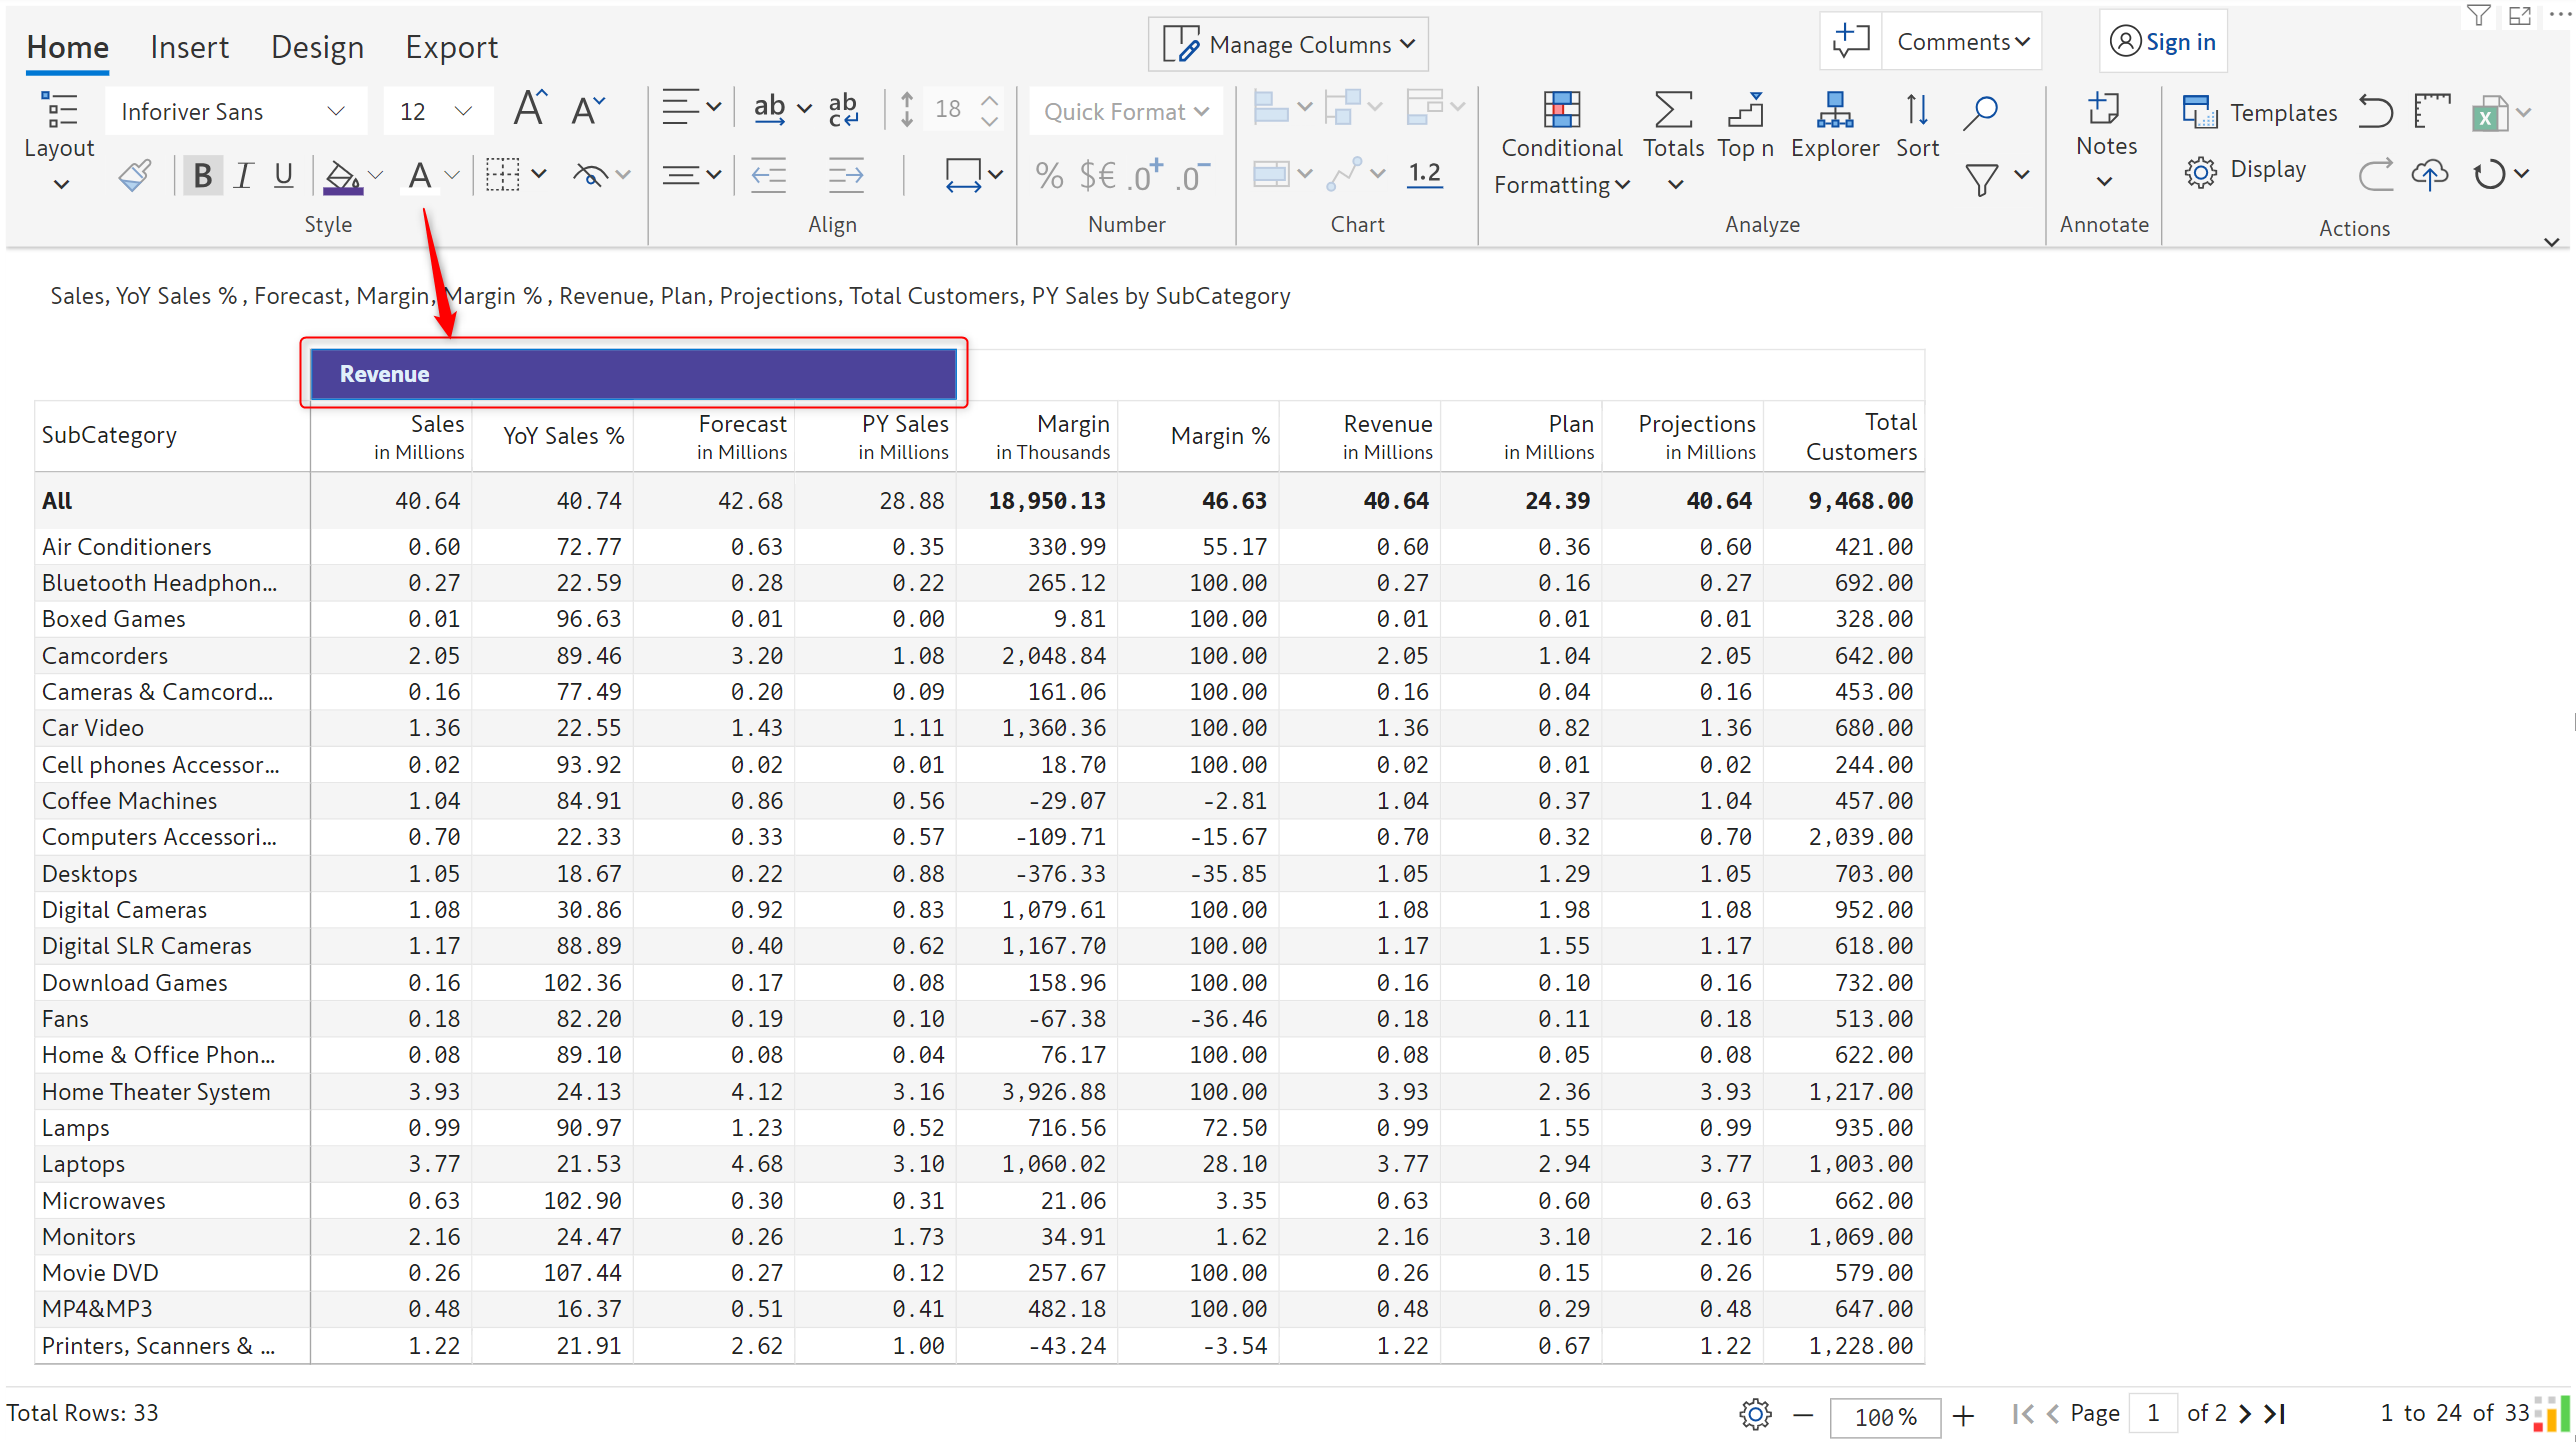 Home Insert Design Export Manage Columns Comments Sign in
Inforiver Sans 12 A A ab ab c 18 Quick Format Conditional Formatting Totals Top n Explorer Sort Notes Templates
Layout B I U A % $€ .0+ .0- 1.2 Display
Style Align Number Chart Analyze Annotate Actions
Sales, YoY Sales % , Forecast, Margin, Margin % , Revenue, Plan, Projections, Total Customers, PY Sales by SubCategory
Revenue
SubCategory Sales in Millions YoY Sales % Forecast in Millions PY Sales in Millions Margin in Thousands Margin % Revenue in Millions Plan in Millions Projections in Millions Total Customers
All 40.64 40.74 42.68 28.88 18,950.13 46.63 40.64 24.39 40.64 9,468.00
Air Conditioners 0.60 72.77 0.63 0.35 330.99 55.17 0.60 0.36 0.60 421.00
Bluetooth Headphon... 0.27 22.59 0.28 0.22 265.12 100.00 0.27 0.16 0.27 692.00
Boxed Games 0.01 96.63 0.01 0.00 9.81 100.00 0.01 0.01 0.01 328.00
Camcorders 2.05 89.46 3.20 1.08 2,048.84 100.00 2.05 1.04 2.05 642.00
Cameras & Camcord... 0.16 77.49 0.20 0.09 161.06 100.00 0.16 0.04 0.16 453.00
Car Video 1.36 22.55 1.43 1.11 1,360.36 100.00 1.36 0.82 1.36 680.00
Cell phones Accessor... 0.02 93.92 0.02 0.01 18.70 100.00 0.02 0.01 0.02 244.00
Coffee Machines 1.04 84.91 0.86 0.56 -29.07 -2.81 1.04 0.37 1.04 457.00
Computers Accessori... 0.70 22.33 0.33 0.57 -109.71 -15.67 0.70 0.32 0.70 2,039.00
Desktops 1.05 18.67 0.22 0.88 -376.33 -35.85 1.05 1.29 1.05 703.00
Digital Cameras 1.08 30.86 0.92 0.83 1,079.61 100.00 1.08 1.98 1.08 952.00
Digital SLR Cameras 1.17 88.89 0.40 0.62 1,167.70 100.00 1.17 1.55 1.17 618.00
Download Games 0.16 102.36 0.17 0.08 158.96 100.00 0.16 0.10 0.16 732.00
Fans 0.18 82.20 0.19 0.10 -67.38 -36.46 0.18 0.11 0.18 513.00
Home & Office Phon... 0.08 89.10 0.08 0.04 76.17 100.00 0.08 0.05 0.08 622.00
Home Theater System 3.93 24.13 4.12 3.16 3,926.88 100.00 3.93 2.36 3.93 1,217.00
Lamps 0.99 90.97 1.23 0.52 716.56 72.50 0.99 1.55 0.99 935.00
Laptops 3.77 21.53 4.68 3.10 1,060.02 28.10 3.77 2.94 3.77 1,003.00
Microwaves 0.63 102.90 0.30 0.31 21.06 3.35 0.63 0.60 0.63 662.00
Monitors 2.16 24.47 0.26 1.73 34.91 1.62 2.16 3.10 2.16 1,069.00
Movie DVD 0.26 107.44 0.27 0.12 257.67 100.00 0.26 0.15 0.26 579.00
MP4&MP3 0.48 16.37 0.51 0.41 482.18 100.00 0.48 0.29 0.48 647.00
Printers, Scanners & ... 1.22 21.91 2.62 1.00 -43.24 -3.54 1.22 0.67 1.22 1,228.00
Total Rows: 33 100 % Page 1 of 2 1 to 24 of 33